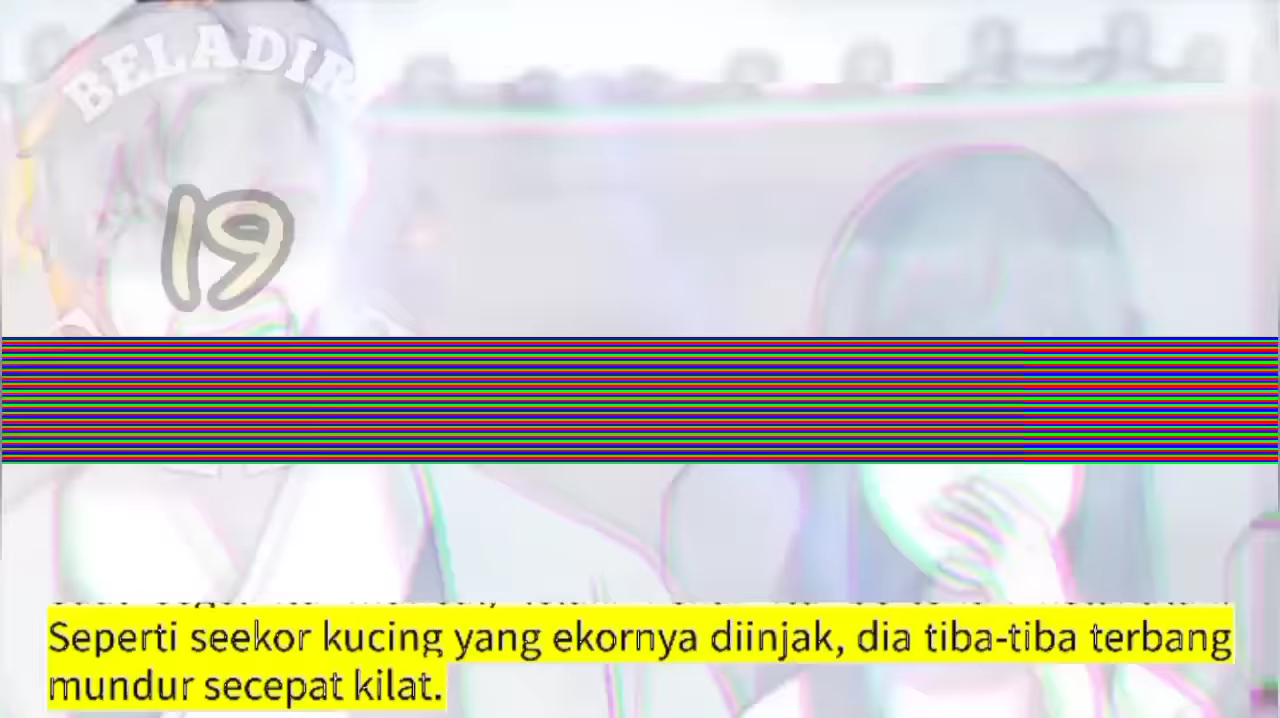 BELADIR
19
Seperti seekor kucing yang ekornya diinjak, dia tiba-tiba terbang
mundur secepat kilat.